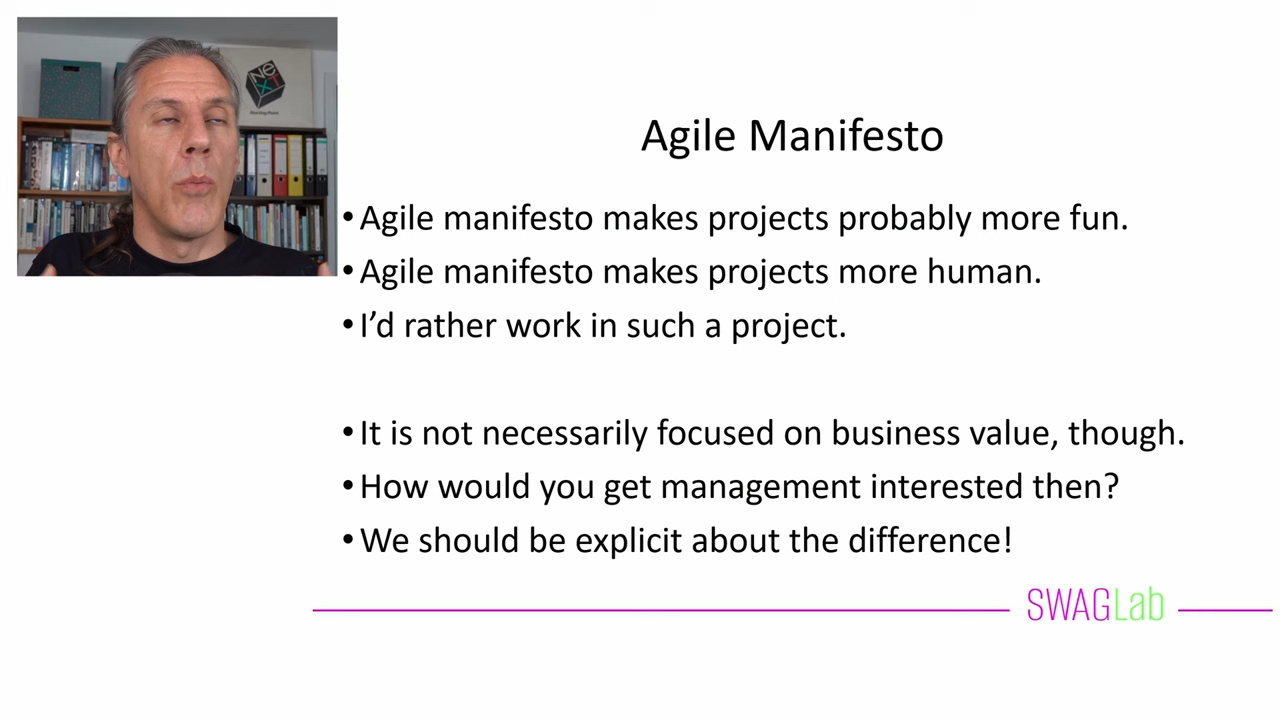 NeXT
Agile Manifesto
• Agile manifesto makes projects probably more fun.
• Agile manifesto makes projects more human.
• I'd rather work in such a project.
• It is not necessarily focused on business value, though.
• How would you get management interested then?
• We should be explicit about the difference!
SWAGLab